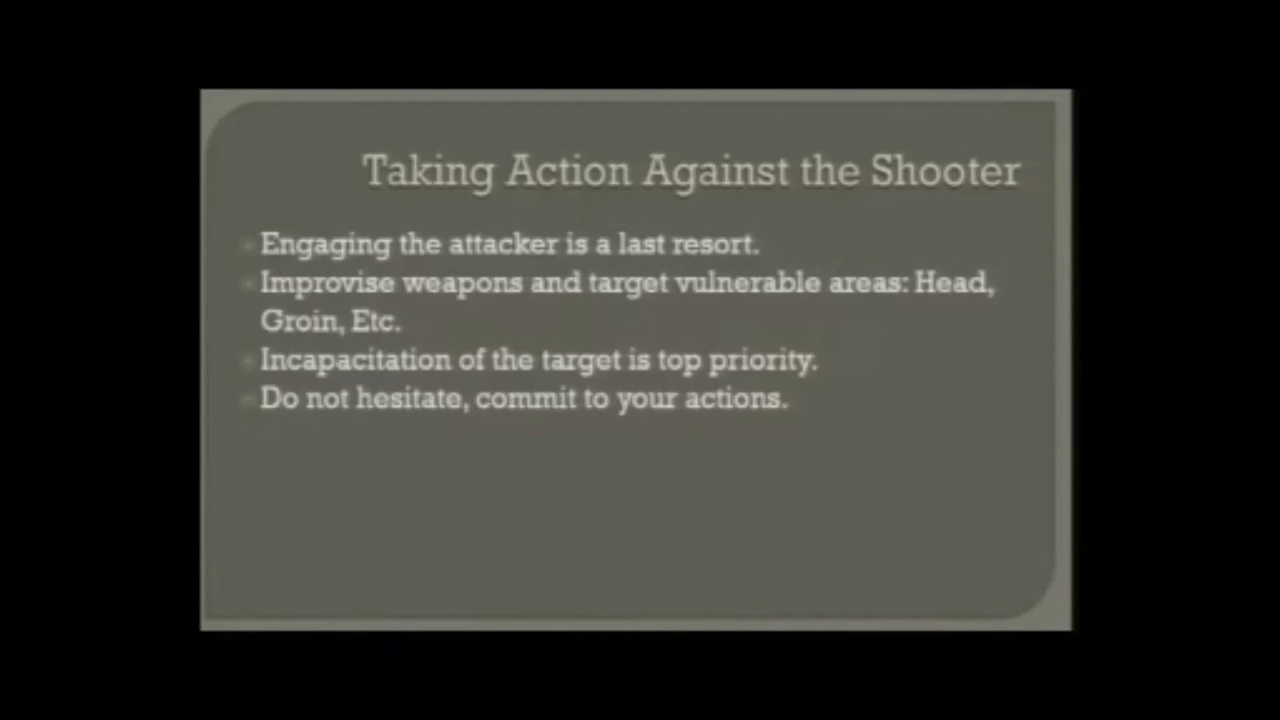 Taking Action Against the Shooter
Engaging the attacker is a last resort.
Improvise weapons and target vulnerable areas: Head,
Groin, Etc.
Incapacitation of the target is top priority.
Do not hesitate, commit to your actions.